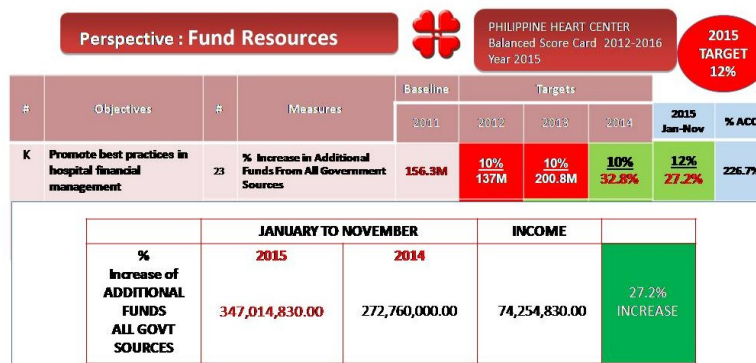 Perspective : Fund Resources
PHILIPPINE HEART CENTER
Balanced Score Card 2012-2016
Year 2015
2015
TARGET
12%
Baseline Targets
# Objectives # Measures 2011 2012 2013 2014 2015 % ACC
Jan-Nov
K Promote best practices in hospital financial management 23 % Increase in Additional Funds From All Government Sources 156.3M 10% 137M 10% 200.8M 10% 32.8% 12% 27.2% 226.7%
JANUARY TO NOVEMBER INCOME
% 2015 2014
Increase of
ADDITIONAL
FUNDS
ALL GOVT
SOURCES
347,014,830.00 272,760,000.00 74,254,830.00 27.2%
INCREASE